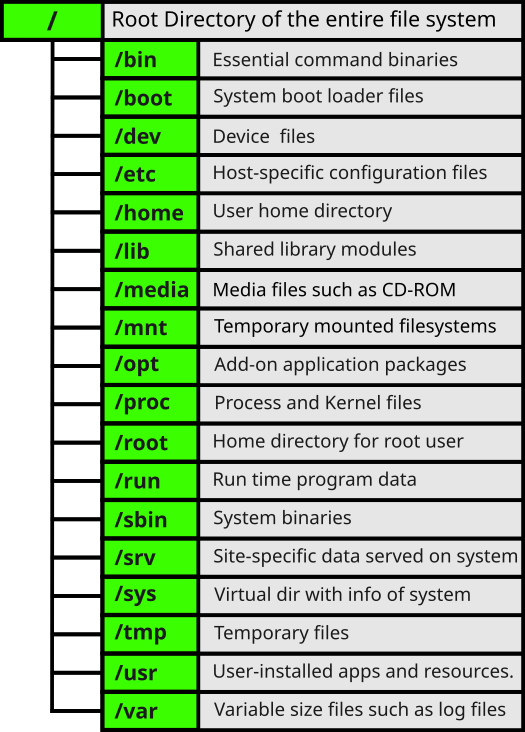 / Root Directory of the entire file system
/bin Essential command binaries
/boot System boot loader files
/dev Device  files
/etc Host-specific configuration files
/home User home directory
/lib Shared library modules
/media Media files such as CD-ROM
/mnt Temporary mounted filesystems
/opt Add-on application packages
/proc Process and Kernel files
/root Home directory for root user
/run Run time program data
/sbin System binaries
/srv Site-specific data served on system
/sys Virtual dir with info of system
/tmp Temporary files
/usr User-installed apps and resources.
/var Variable size files such as log files